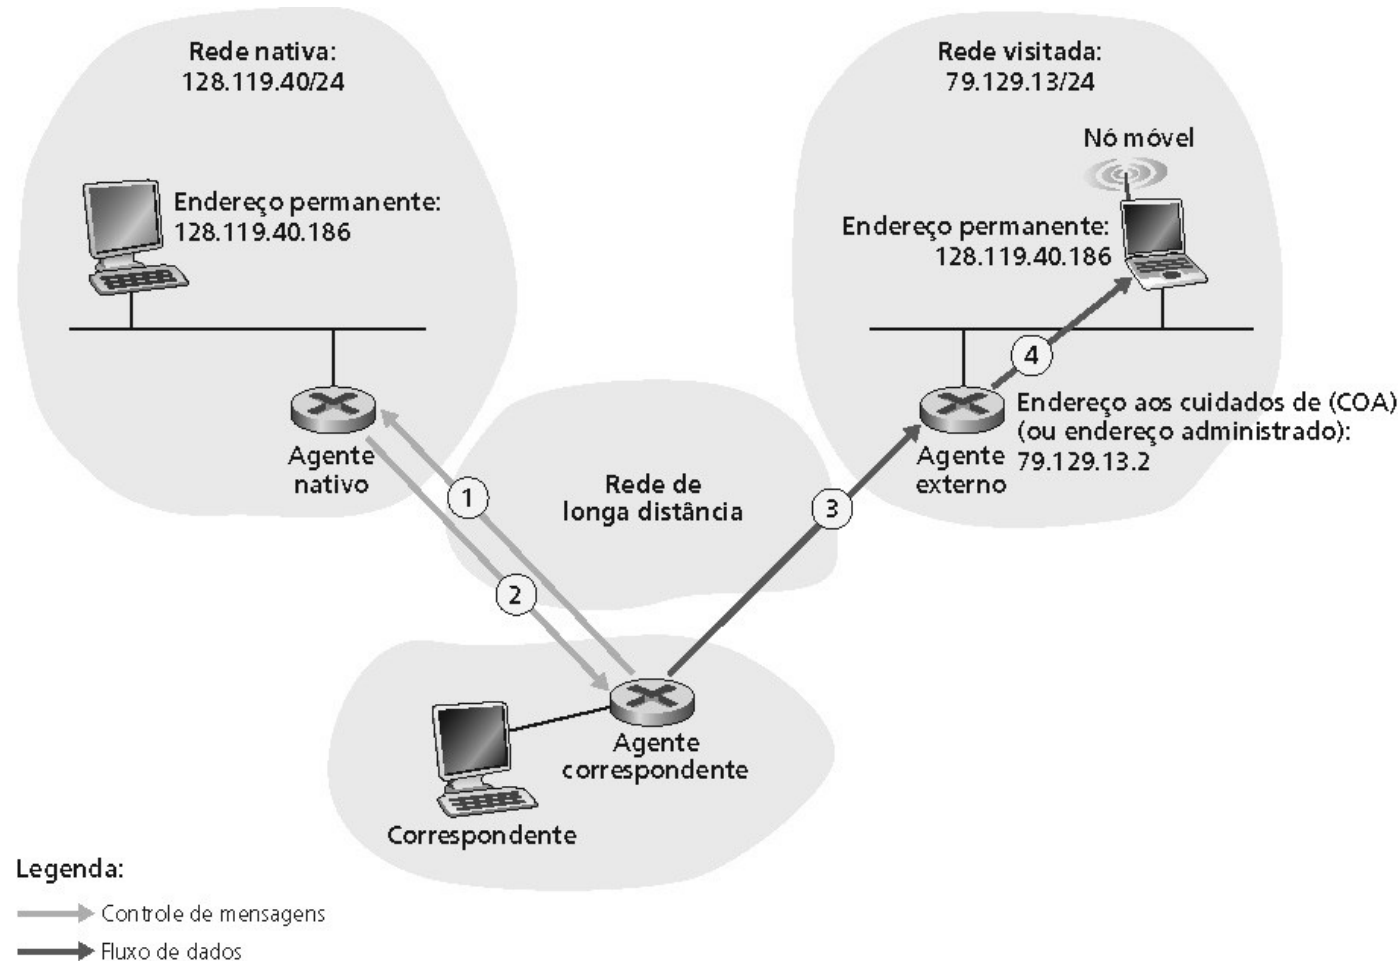 Rede nativa:
128.119.40/24
Rede visitada:
79.129.13/24
Nó móvel
Endereço permanente:
128.119.40.186
Endereço permanente:
128.119.40.186
4
Agente
nativo
Endereço aos cuidados de (COA)
(ou endereço administrado):
79.129.13.2
Agente
externo
1
Rede de
longa distância
3
2
Agente
correspondente
Correspondente
Legenda:
Controle de mensagens
Fluxo de dados